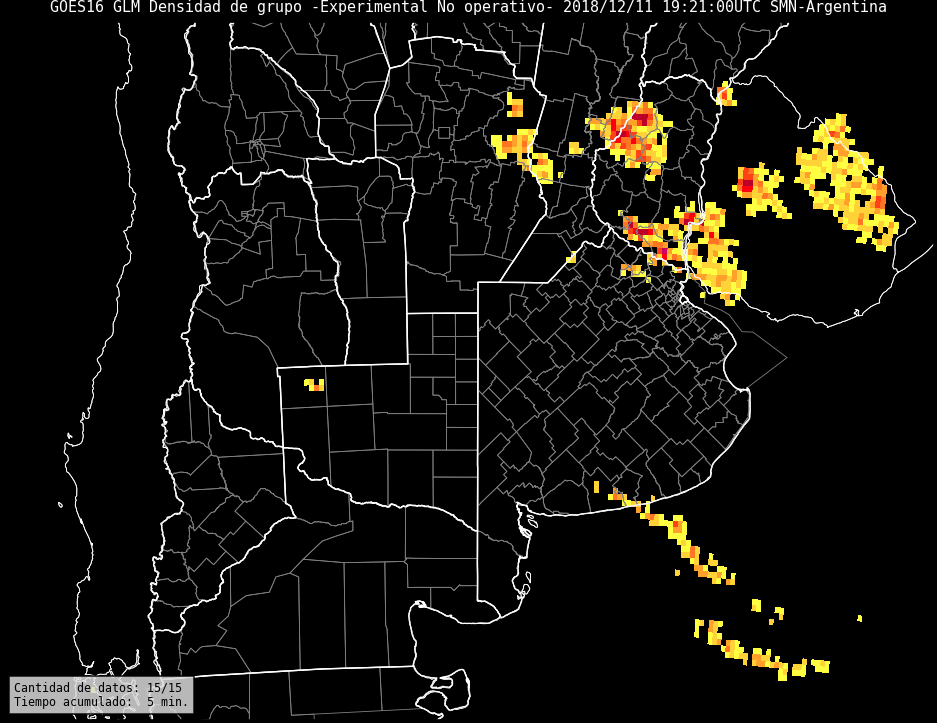 GOES16 GLM Densidad de grupo -Experimental No operativo- 2018/12/11 19:21:00UTC SMN-Argentina
Cantidad de datos: 15/15
Tiempo acumulado:  5 min.